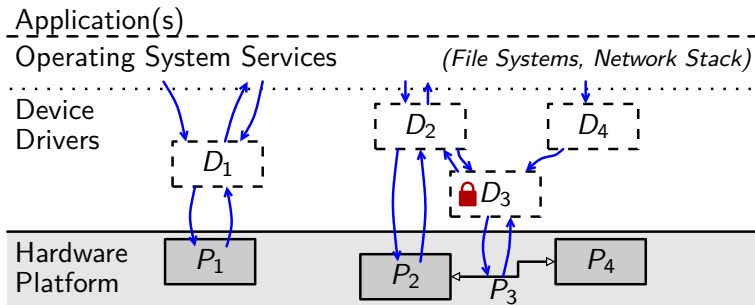 Application(s)
Operating System Services (File Systems, Network Stack)
Device
Drivers
D₂ D₄
D₁
D₃
Hardware
Platform
P₁ P₂ P₄
P₃